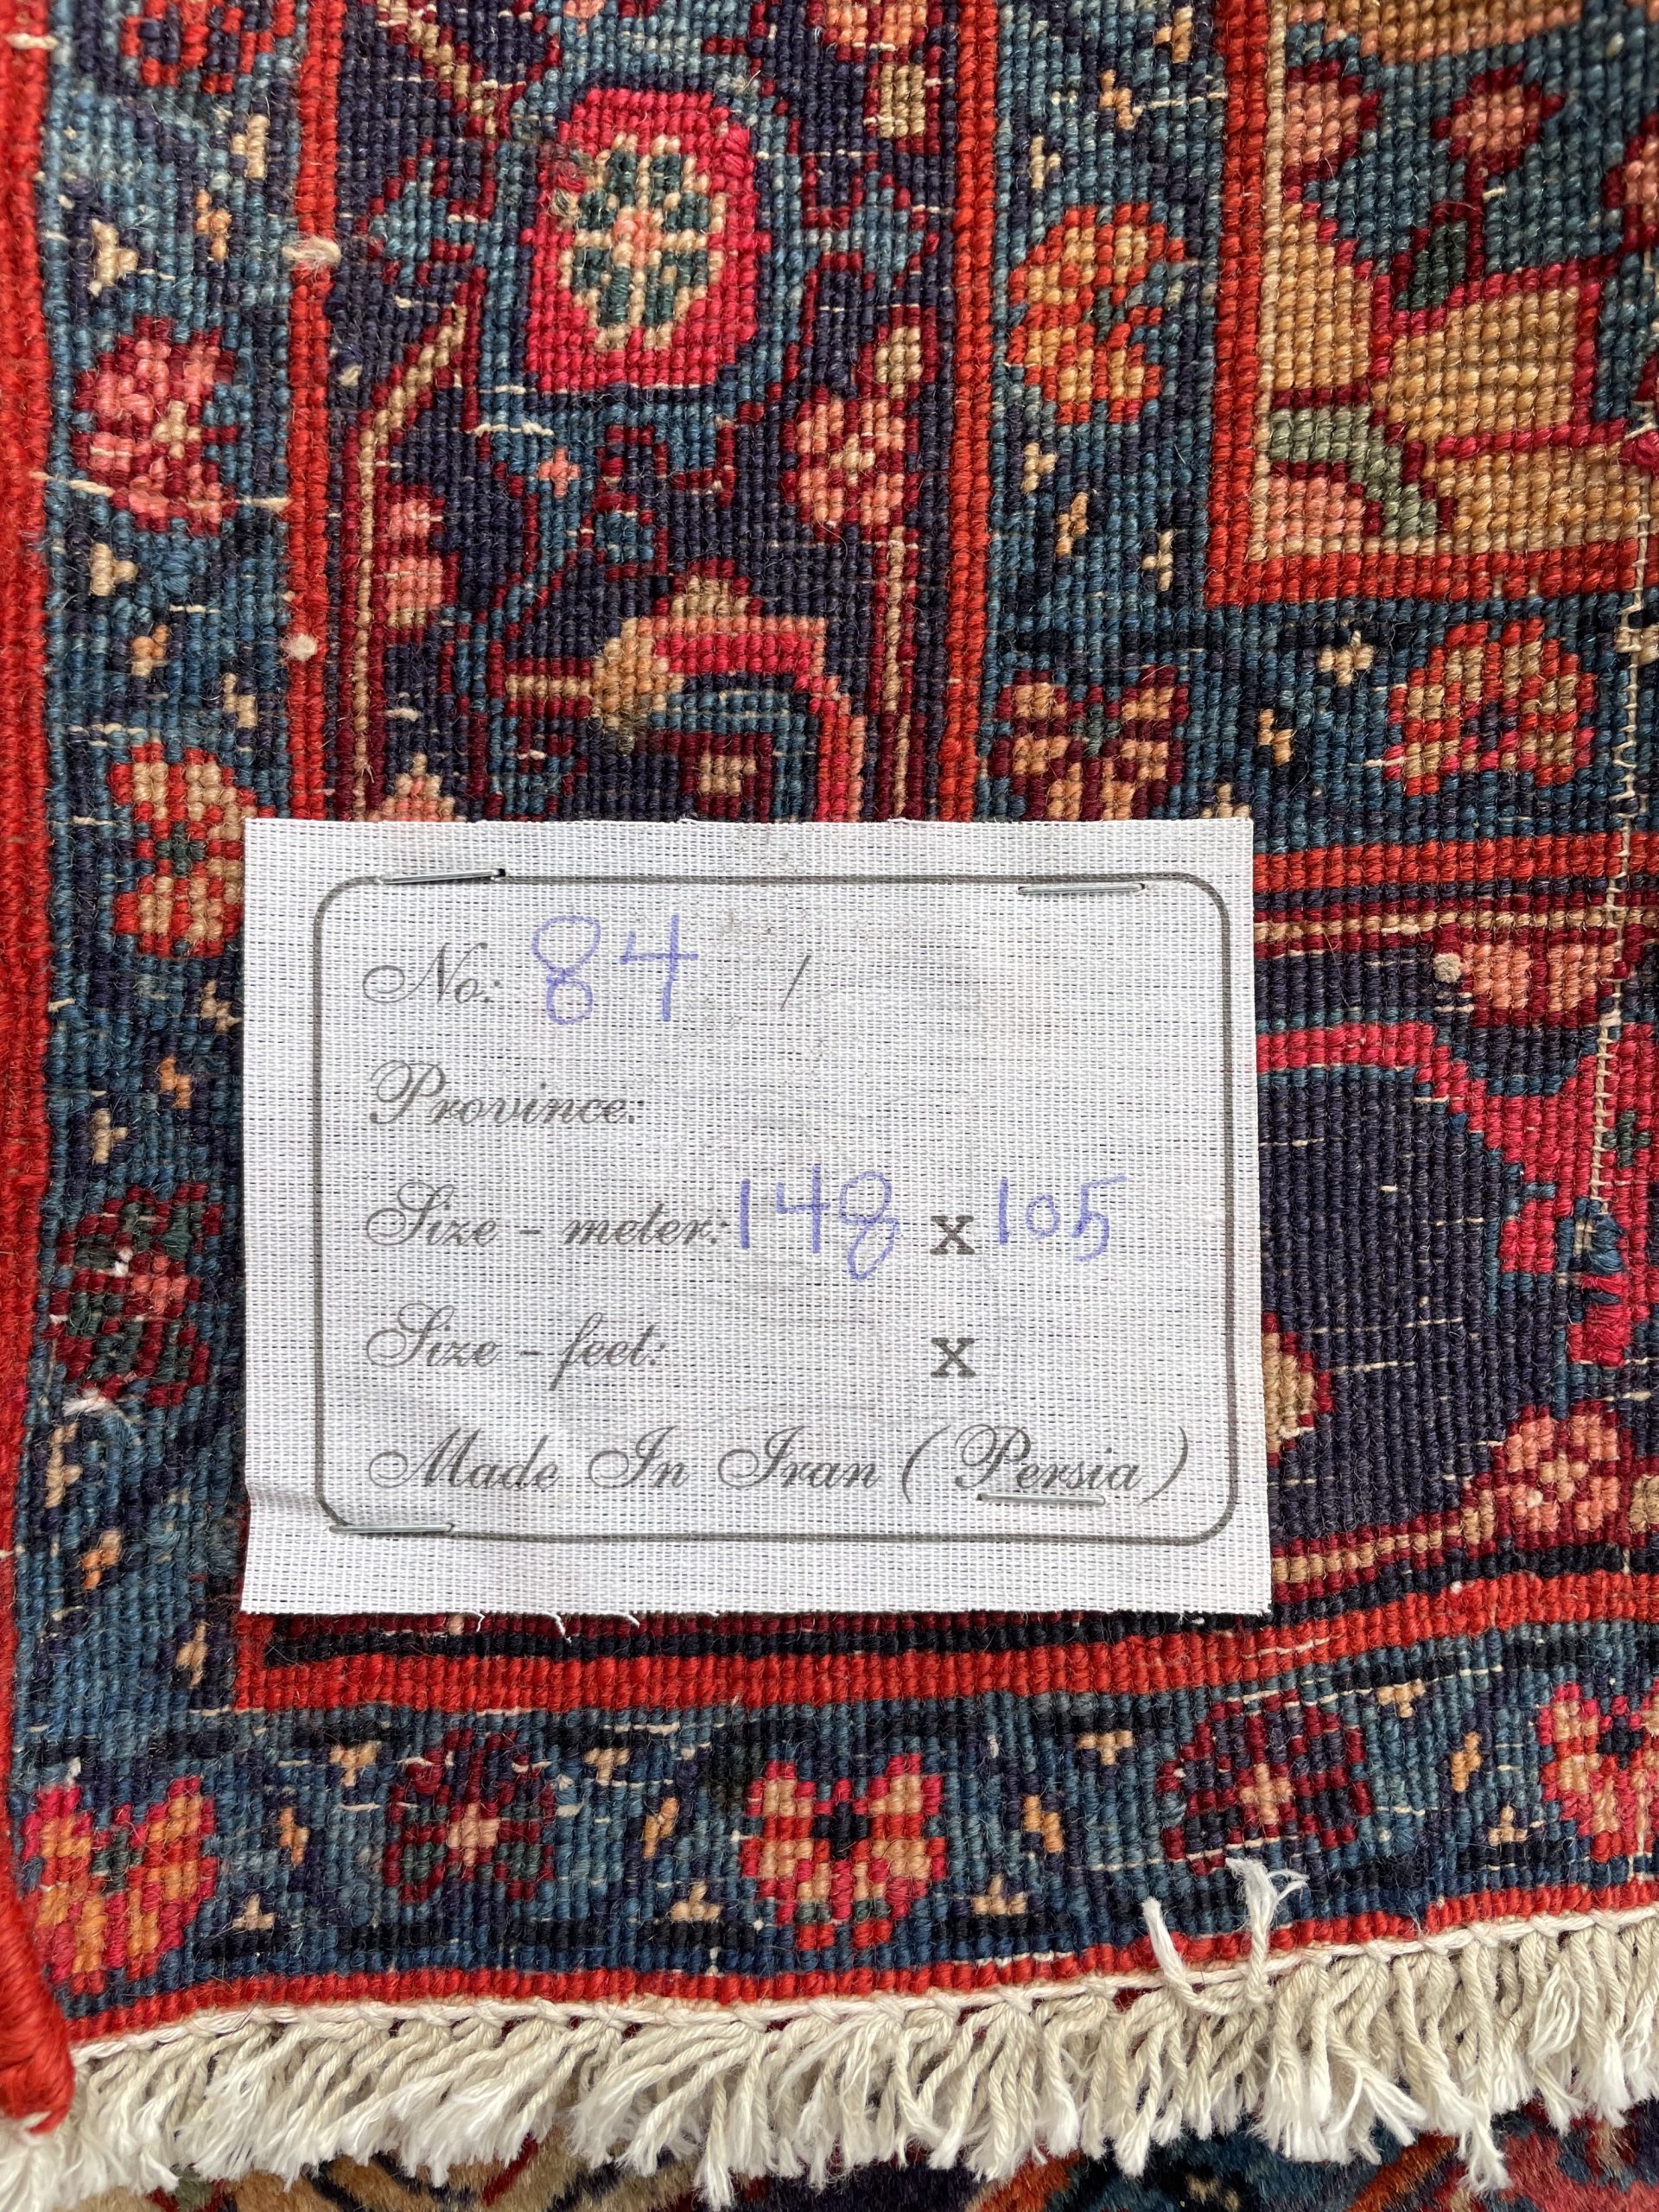 No: 84 /
Province:
Size - meter: 148 x 105
Size - feet: x
Made In Iran (Persia)